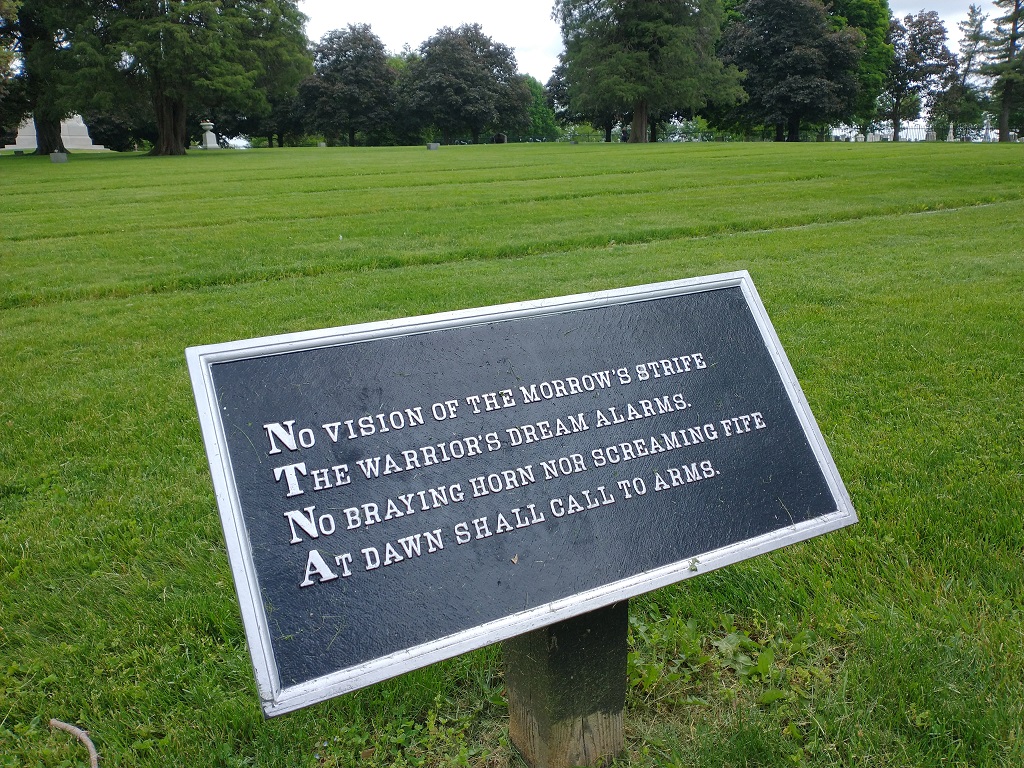 NO VISION OF THE MORROW'S STRIFE
THE WARRIOR'S DREAM ALARMS.
NO BRAYING HORN NOR SCREAMING FIFE
AT DAWN SHALL CALL TO ARMS.